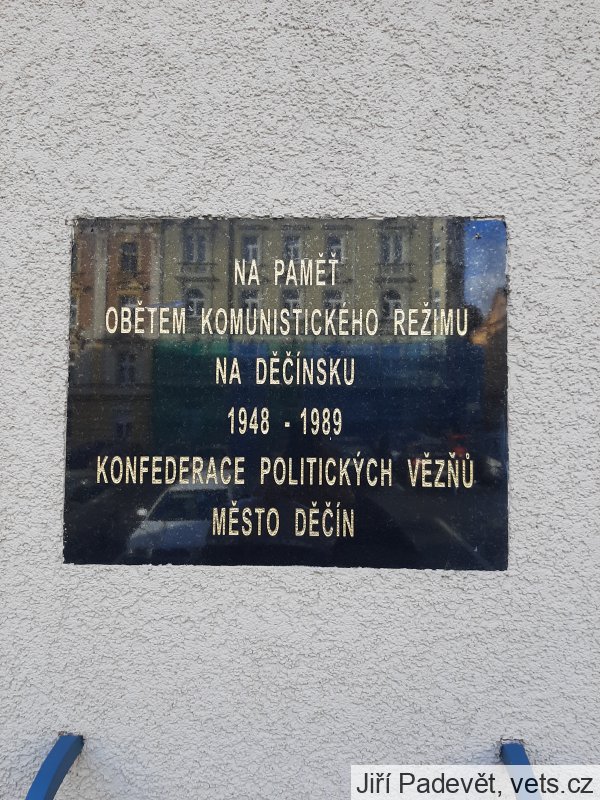 NA PAMĚŤ
OBĚTEM KOMUNISTICKÉHO REŽIMU
NA DĚČÍNSKU
1948 - 1989
KONFEDERACE POLITICKÝCH VĚZŇŮ
MĚSTO DĚČÍN
Jiří Padevět, vets.cz